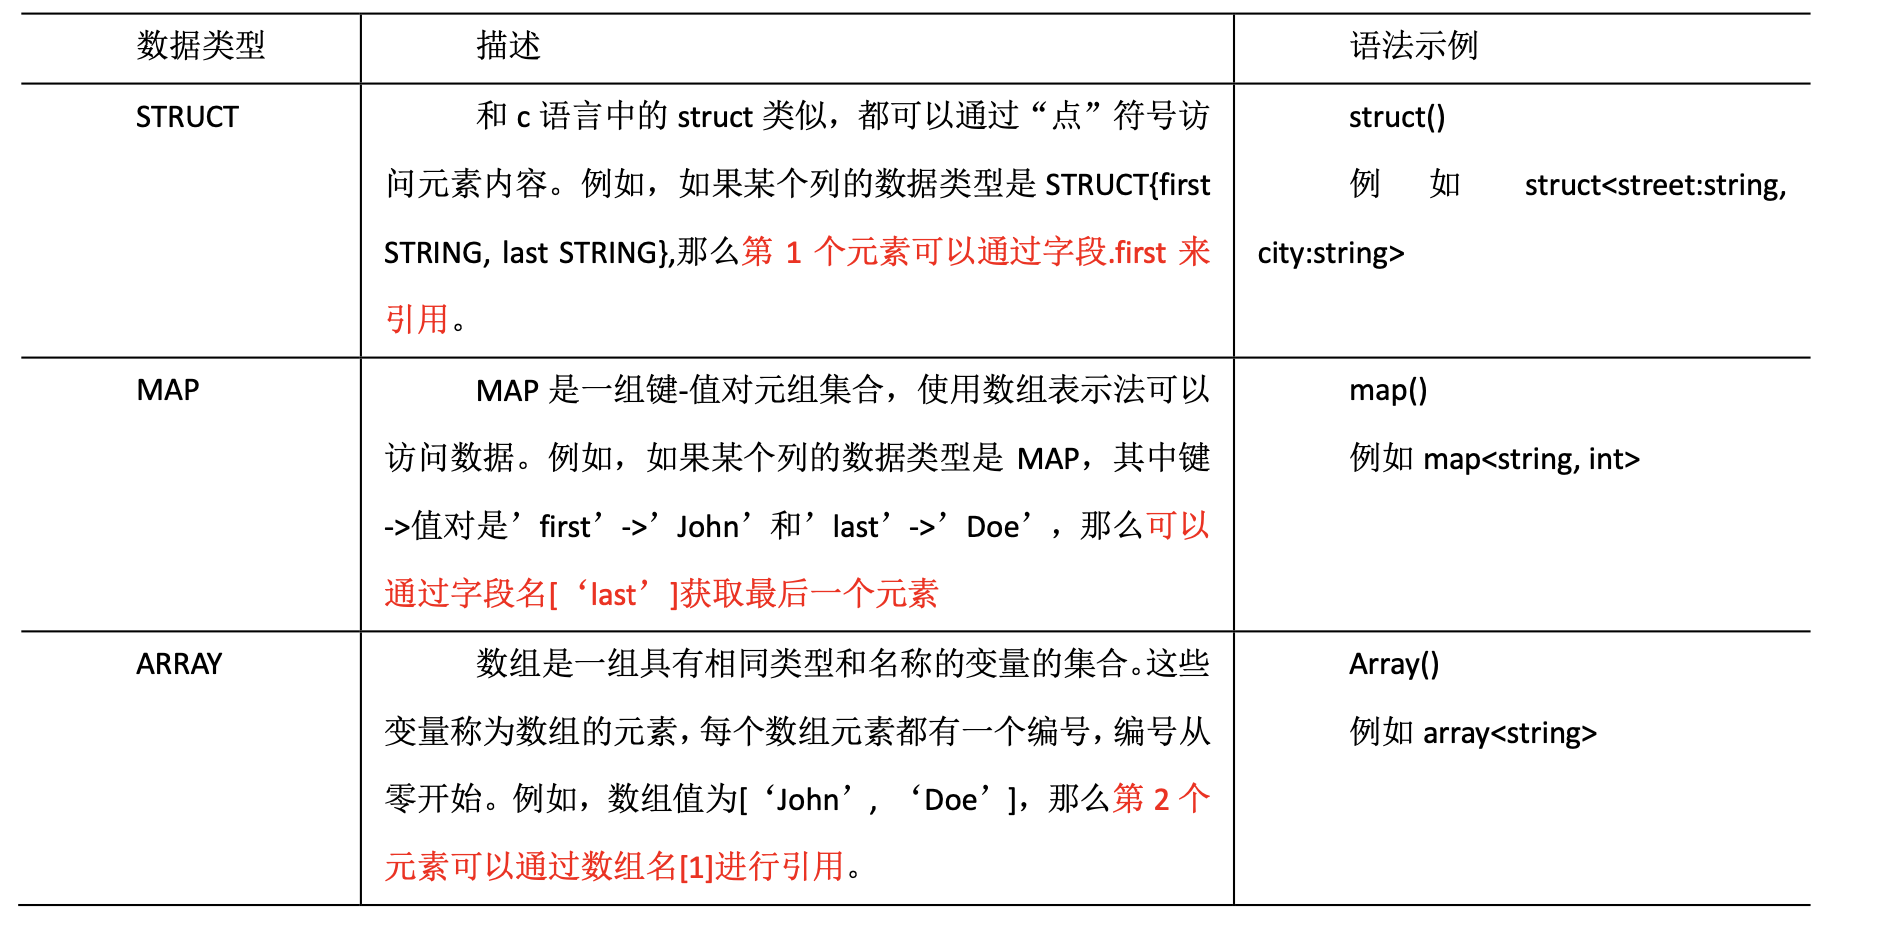 数据类型
描述
语法示例
STRUCT
和 c 语言中的 struct 类似，都可以通过“点”符号访
问元素内容。例如，如果某个列的数据类型是 STRUCT{first
STRING, last STRING},那么第 1 个元素可以通过字段.first 来
引用。
struct()
例 如 struct<street:string,
city:string>
MAP
MAP 是一组键-值对元组集合，使用数组表示法可以
访问数据。例如，如果某个列的数据类型是 MAP，其中键
->值对是’first’->’John’和’last’->’Doe’，那么可以
通过字段名[‘last’]获取最后一个元素
map()
例如 map<string, int>
ARRAY
数组是一组具有相同类型和名称的变量的集合。这些
变量称为数组的元素，每个数组元素都有一个编号，编号从
零开始。例如，数组值为[‘John’, ‘Doe’]，那么第 2 个
元素可以通过数组名[1]进行引用。
Array()
例如 array<string>